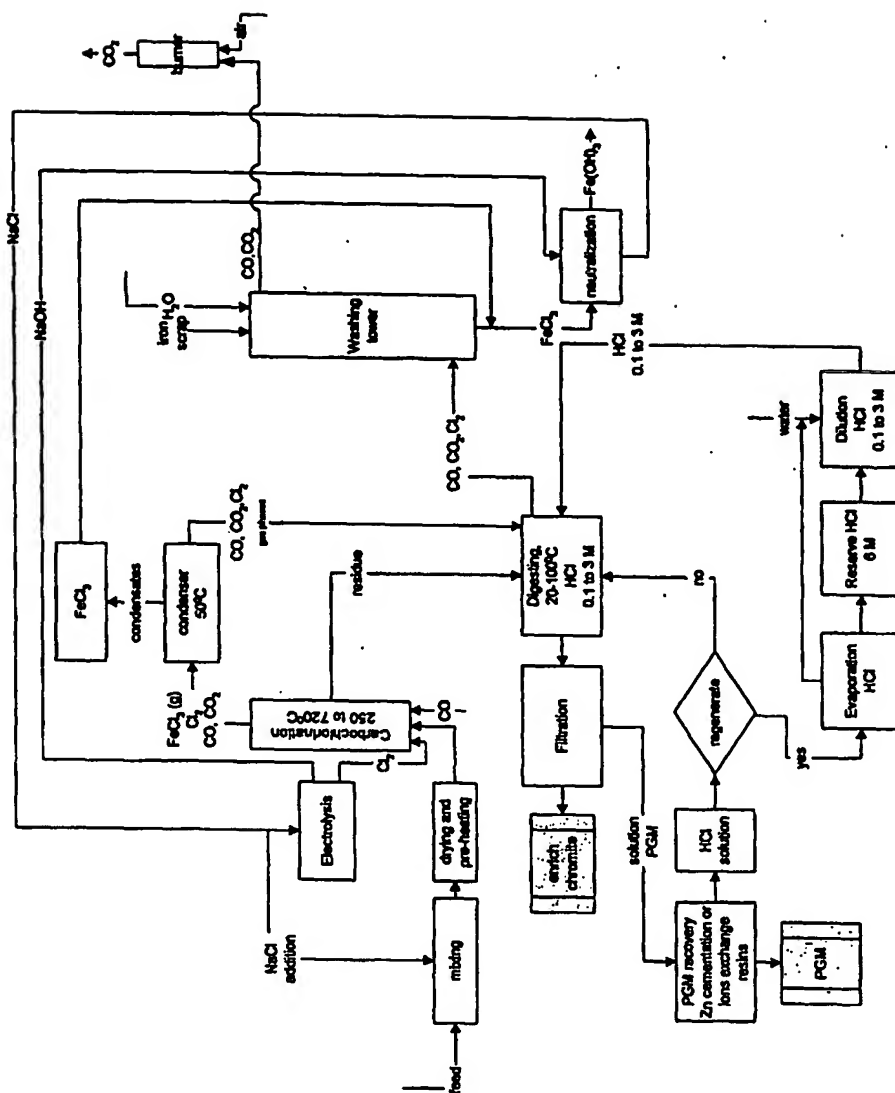 NaCl
NaOH
CO₂
burner
air
CO,CO₂
iron
scrap
H₂O
Washing
tower
FeCl₃
condensates
condenser
50ºC
CO, CO₂,Cl₂
gas phases
FeCl₃ (g)
Cl₂
CO, CO₂
Carbochlorination
250 to 720ºC
residue
CO
Cl₂
Electrolysis
NaCl
addition
drying and
pre-heating
mixing
feed
CO, CO₂,Cl₂
FeCl₃
neutralization
Fe(OH)₃
HCl
0.1 to 3 M
Digesting,
20-100ºC
HCl
0.1 to 3 M
Filtration
enrich
chromite
solution
PGM
PGM recovery
Zn cementation or
Ions exchange
resins
PGM
HCl
solution
regenerate
no
yes
Evaporation
HCl
Reserve HCl
6 M
water
Dilution
HCl
0.1 to 3 M